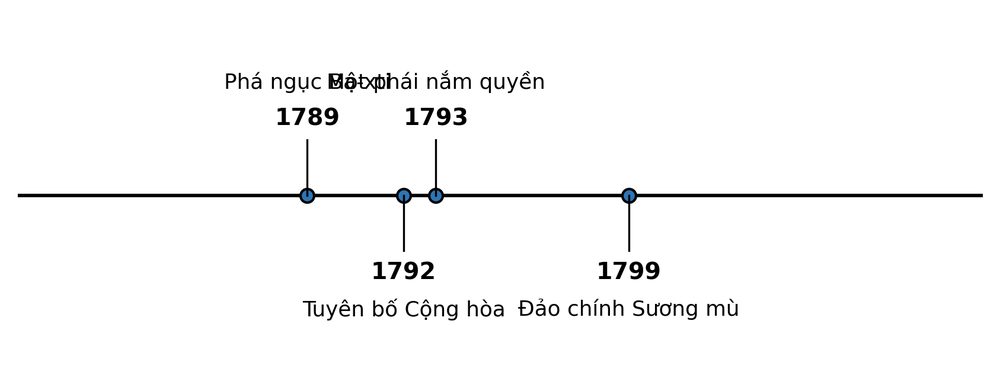 Phá ngục
phái nắm quyền
1789
1793
1792
1799
Tuyên bố Cộng hòa
Đảo chính Sương mù